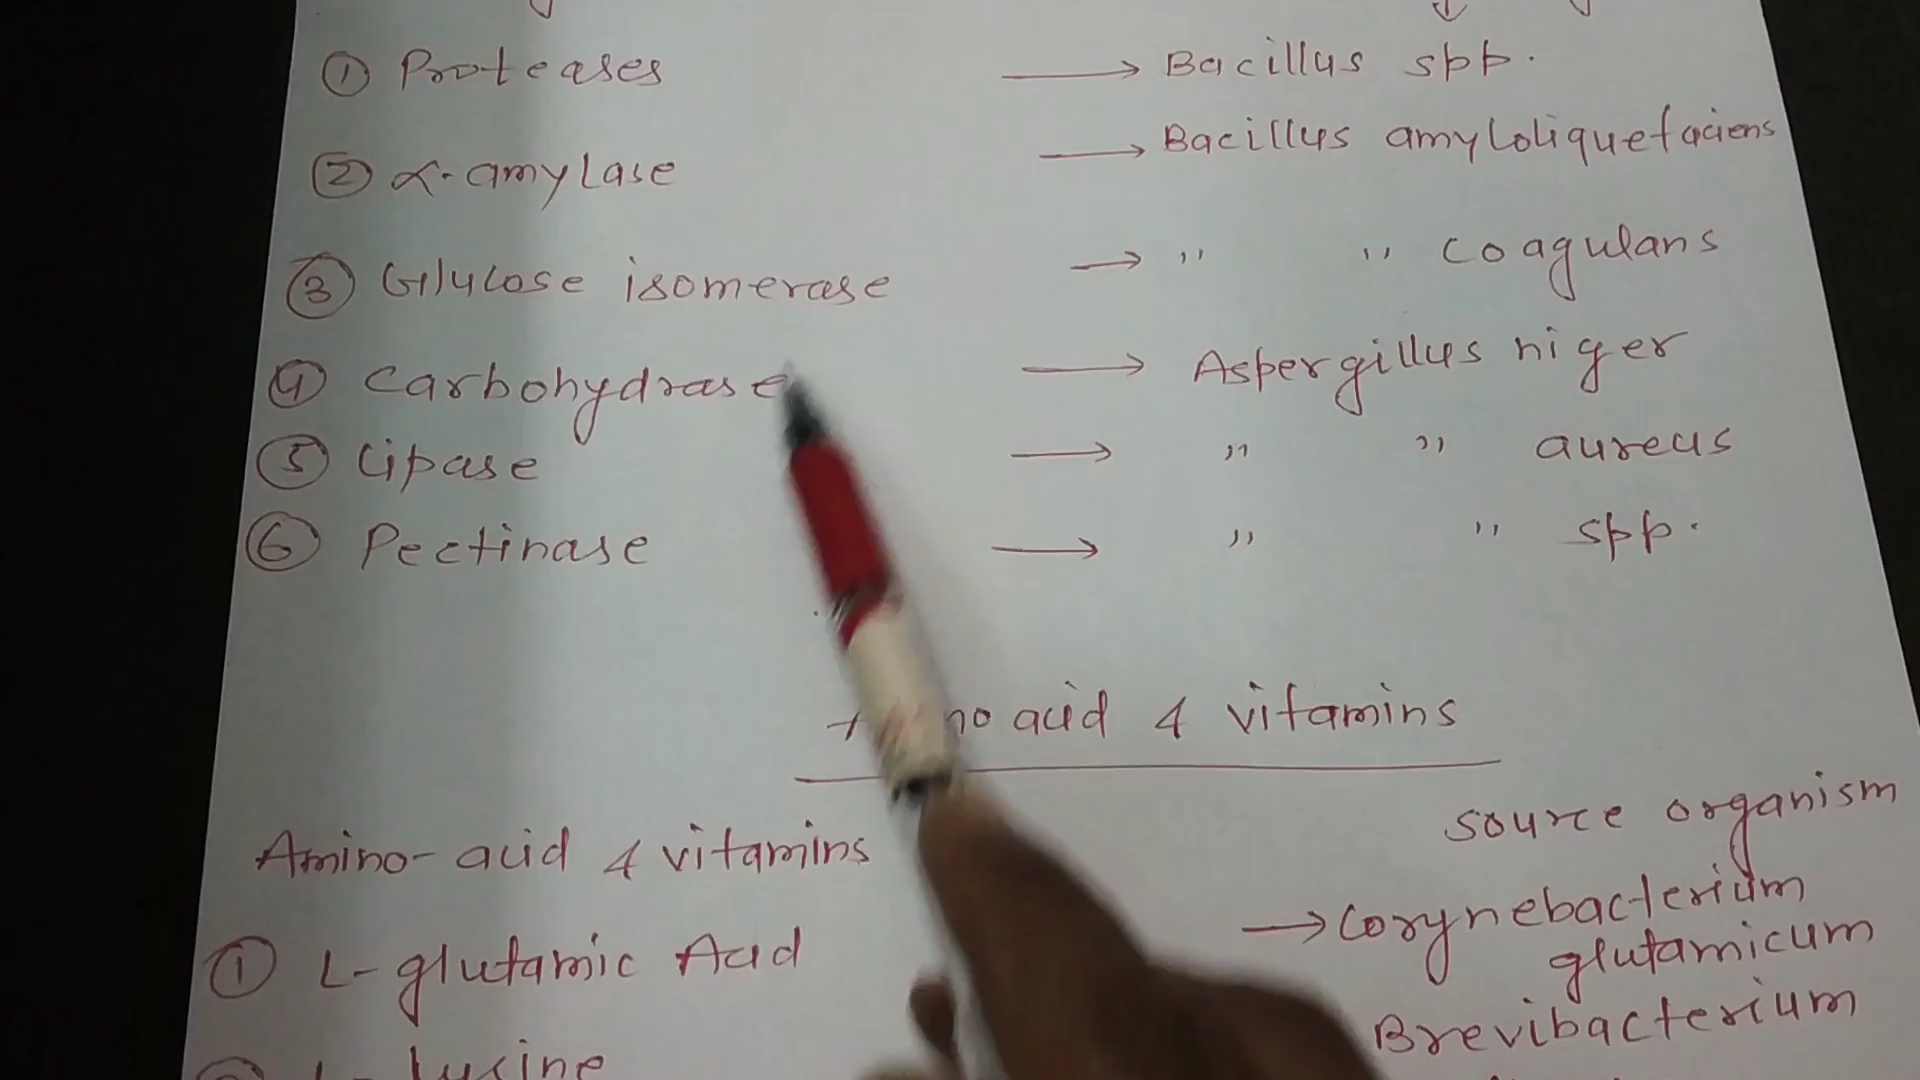 ① Proteases → Bacillus spp.
② α-amylase → Bacillus amyloliquefaciens
③ Glucose isomerase → " " coagulans
④ Carbohydrase → Aspergillus niger
⑤ Lipase → " " aureus
⑥ Pectinase → " " spp.
acid & vitamins
Amino-acid & vitamins
source organism
① L-glutamic Acid → Corynebacterium
glutamicum
Brevibacterium
L-lysine